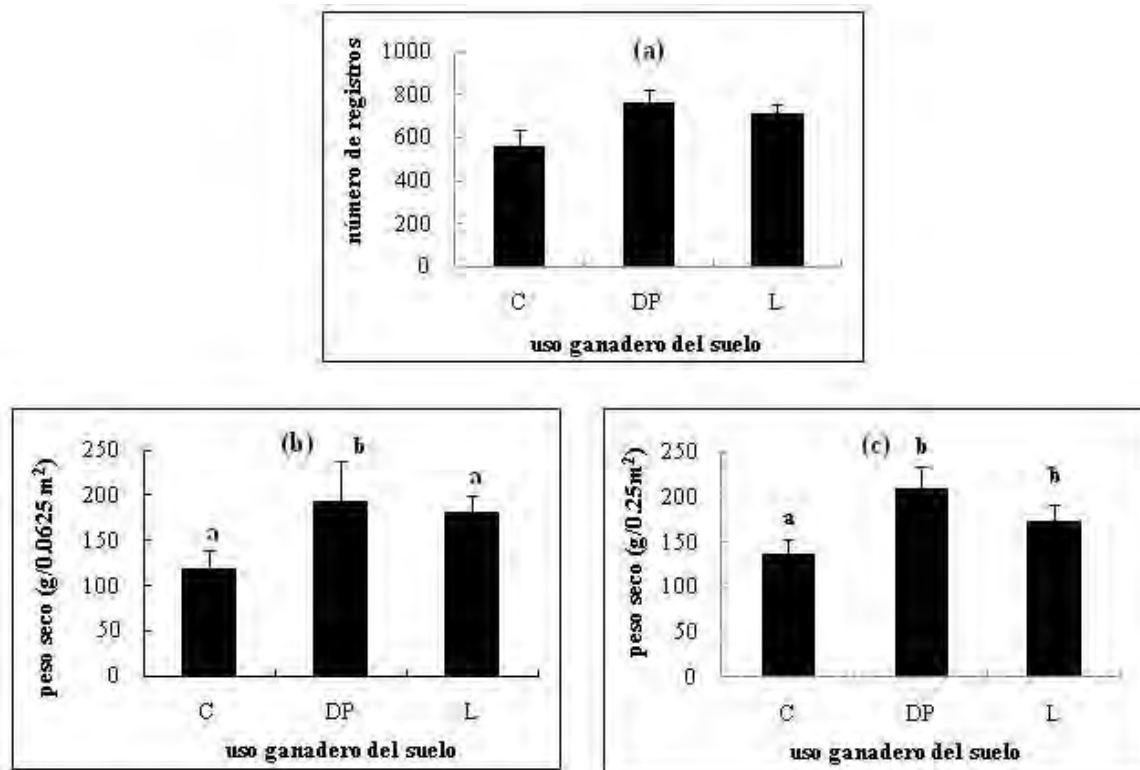 (a)
número de registros
1000
800
600
400
200
0
C DP L
uso ganadero del suelo
(b)
peso seco (g/0.0625 m²)
250
200
150
100
50
0
a b a
C DP L
uso ganadero del suelo
(c)
peso seco (g/0.25m²)
250
200
150
100
50
0
a b b
C DP L
uso ganadero del suelo